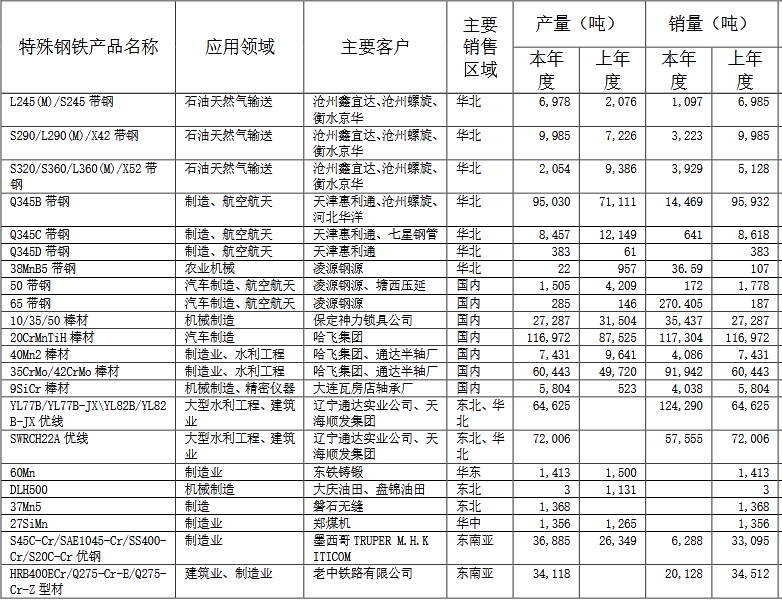 特殊钢铁产品名称 应用领域 主要客户 主要销售区域 产量（吨） 销量（吨）
本年度 上年度 本年度 上年度
L245(M)/S245 带钢 石油天然气输送 沧州鑫宜达、沧州螺旋、衡水京华 华北 6,978 2,076 1,097 6,985
S290/L290(M)/X42 带钢 石油天然气输送 沧州鑫宜达、沧州螺旋、衡水京华 华北 9,985 7,226 3,223 9,985
S320/S360/L360(M)/X52 带钢 石油天然气输送 沧州鑫宜达、沧州螺旋、衡水京华 华北 2,054 9,386 3,929 5,128
Q345B 带钢 制造、航空航天 天津惠利通、沧州螺旋、河北华洋 华北 95,030 71,111 14,469 95,932
Q345C 带钢 制造、航空航天 天津惠利通、七星钢管 华北 8,457 12,149 641 8,618
Q345D 带钢 制造、航空航天 天津惠利通 华北 383 61 383
38MnB5 带钢 农业机械 凌源钢源 华北 22 957 36.59 107
50 带钢 汽车制造、航空航天 凌源钢源、塘西压延 国内 1,505 4,209 172 1,778
65 带钢 汽车制造、航空航天 凌源钢源 国内 285 146 270.405 187
10/35/50 棒材 机械制造 保定神力锁具公司 国内 27,287 31,504 35,437 27,287
20CrMnTiH 棒材 汽车制造 哈飞集团 国内 116,972 87,525 117,304 116,972
40Mn2 棒材 制造业、水利工程 哈飞集团、通达半轴厂 国内 7,431 9,641 4,086 7,431
35CrMo/42CrMo 棒材 制造业、水利工程 哈飞集团、通达半轴厂 国内 60,443 49,720 91,942 60,443
9SiCr 棒材 机械制造、精密仪器 大连瓦房店轴承厂 国内 5,804 523 4,038 5,804
YL77B/YL77B-JX\YL82B/YL82B-JX 优线 大型水利工程、建筑业 辽宁通达实业公司、天海顺发集团 东北、华北 64,625 124,290 64,625
SWRCH22A 优线 大型水利工程、建筑业 辽宁通达实业公司、天海顺发集团 东北、华北 72,006 57,555 72,006
60Mn 制造业 东铁铸锻 华东 1,413 1,500 1,413
DLH500 机械制造 大庆油田、盘锦油田 东北 3 1,131 3
37Mn5 制造 磐石无缝 东北 1,368 1,368
27SiMn 制造业 郑煤机 华中 1,356 1,265 1,356
S45C-Cr/SAE1045-Cr/SS400-Cr/S20C-Cr 优钢 制造业 墨西哥 TRUPER M.H.K ITICOM 东南亚 36,885 26,349 6,288 33,095
HRB400ECr/Q275-Cr-E/Q275-Cr-Z 型材 建筑业、制造业 老中铁路有限公司 东南亚 34,118 20,128 34,512